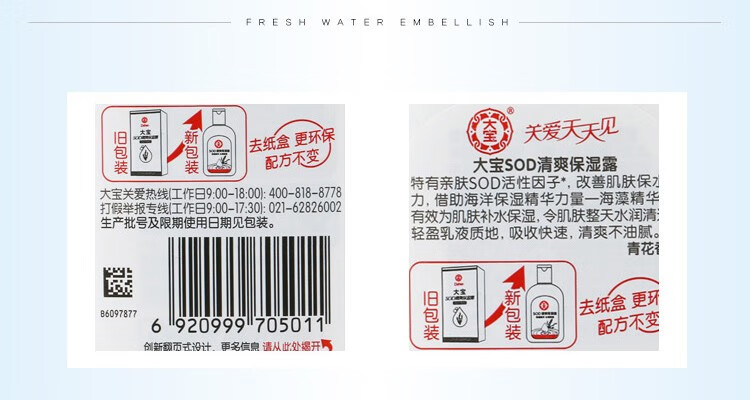 FRESH WATER EMBELLISH
旧包装
大宝
新包装
去纸盒 更环保
配方不变
大宝关爱热线(工作日9:00-18:00): 400-818-8778
打假举报专线(工作日9:00-17:30): 021-62826002
生产批号及限期使用日期见包装。
B6097877
6 920999 705011
创新翻页式设计，更多信息 请从此处揭开
大宝® 关爱天天见
大宝SOD清爽保湿露
特有亲肤SOD活性因子*, 改善肌肤保水
力, 借助海洋保湿精华力量—海藻精华
有效为肌肤补水保湿, 令肌肤整天水润清
轻盈乳液质地, 吸收快速, 清爽不油腻。
青花香
旧包装
大宝
新包装
去纸盒 更环
配方不变